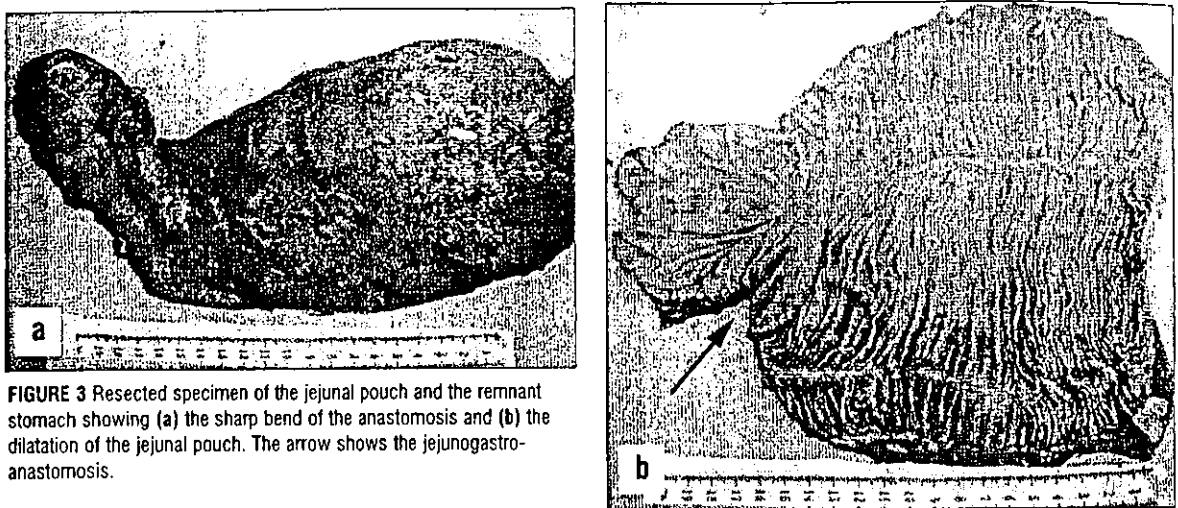 a
FIGURE 3 Resected specimen of the jejunal pouch and the remnant
stomach showing (a) the sharp bend of the anastomosis and (b) the
dilatation of the jejunal pouch. The arrow shows the jejunogastro-
anastomosis.
b